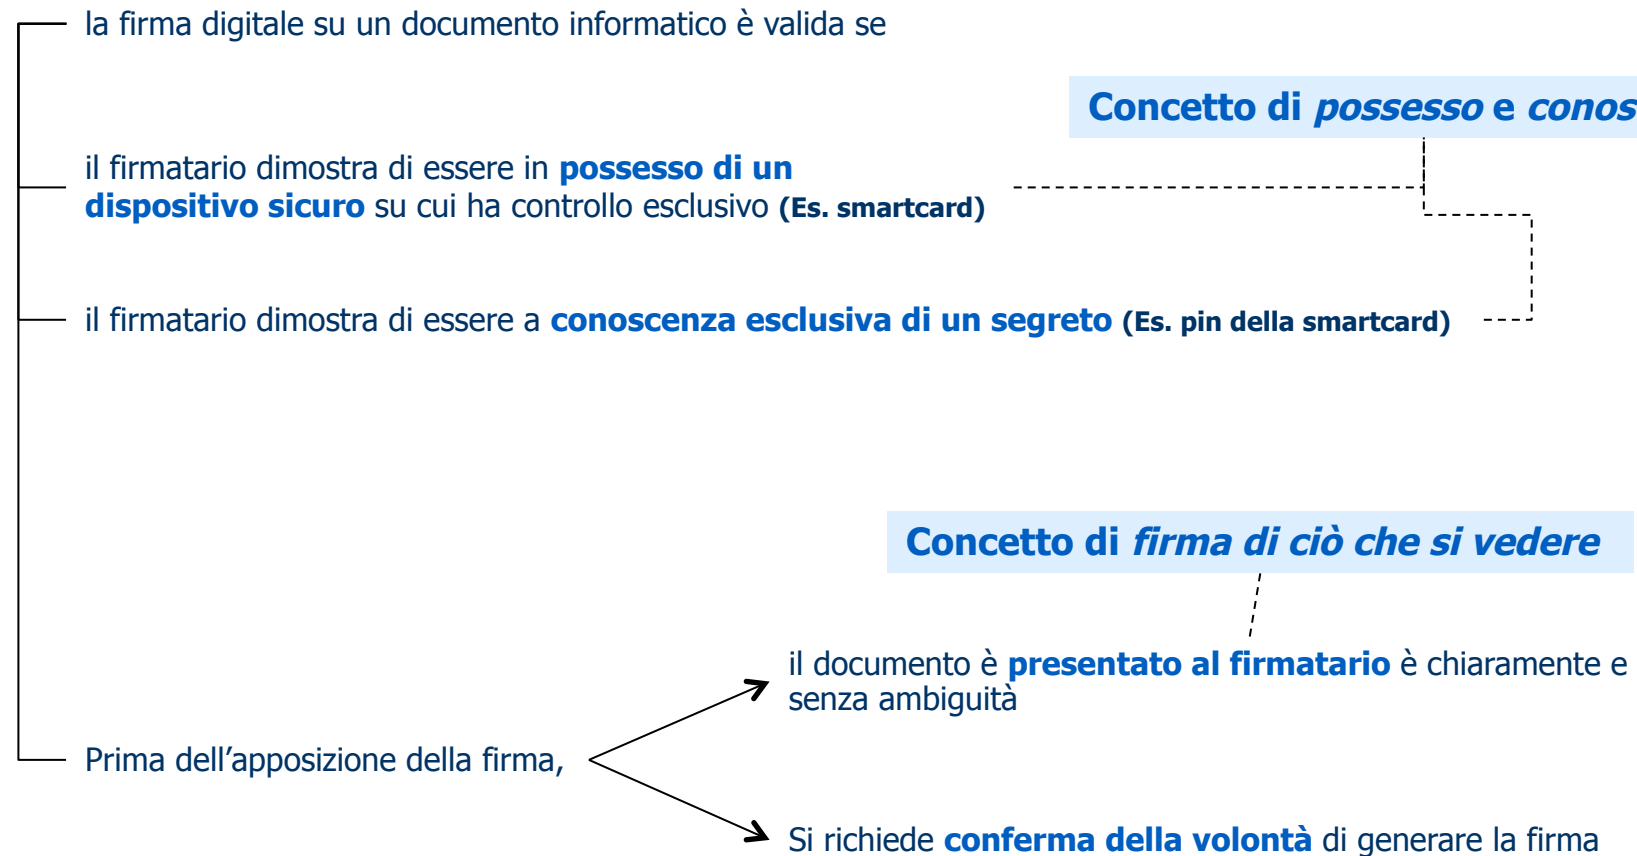 la firma digitale su un documento informatico è valida se
Concetto di possesso e conos
il firmatario dimostra di essere in possesso di un
dispositivo sicuro su cui ha controllo esclusivo (Es. smartcard)
il firmatario dimostra di essere a conoscenza esclusiva di un segreto (Es. pin della smartcard)
Concetto di firma di ciò che si vedere
il documento è presentato al firmatario è chiaramente e
senza ambiguità
Prima dell’apposizione della firma,
Si richiede conferma della volontà di generare la firma